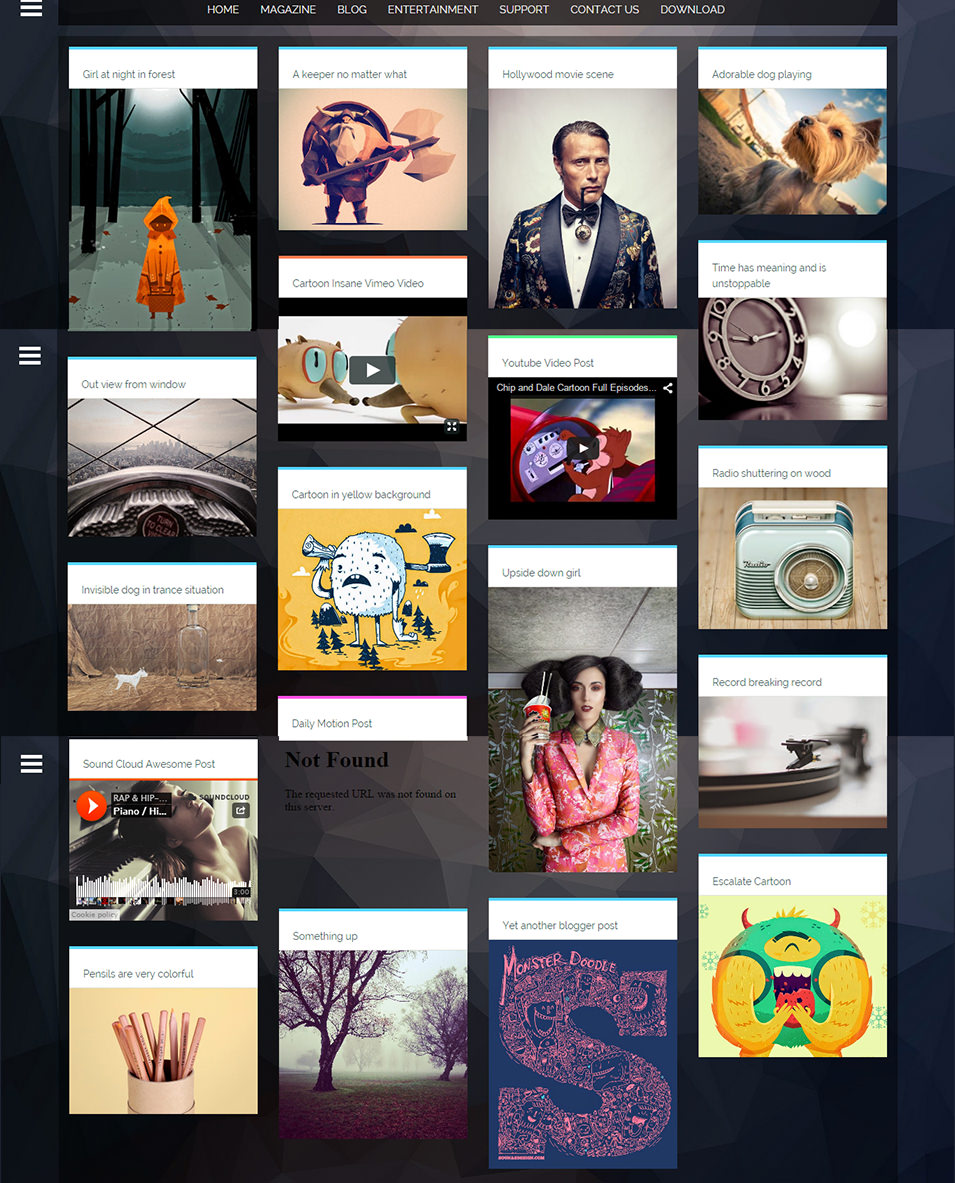 HOME MAGAZINE BLOG ENTERTAINMENT SUPPORT CONTACT US DOWNLOAD
Girl at night in forest
A keeper no matter what
Hollywood movie scene
Adorable dog playing
Time has meaning and is
unstoppable
Cartoon Insane Vimeo Video
Youtube Video Post
Chip and Dale Cartoon Full Episodes...
Out view from window
TURN
TO CLEAR
Cartoon in yellow background
Radio shuttering on wood
Radio
Upside down girl
Invisible dog in trance situation
Record breaking record
Daily Motion Post
Not Found
The requested URL was not found on
this server.
Sound Cloud Awesome Post
RAP & HIP-...
SOUNDCLOUD
Piano / Hi...
3:00
Cookie policy
Escalate Cartoon
Yet another blogger post
MONSTER DOODLE
S
Something up
Pensils are very colorful